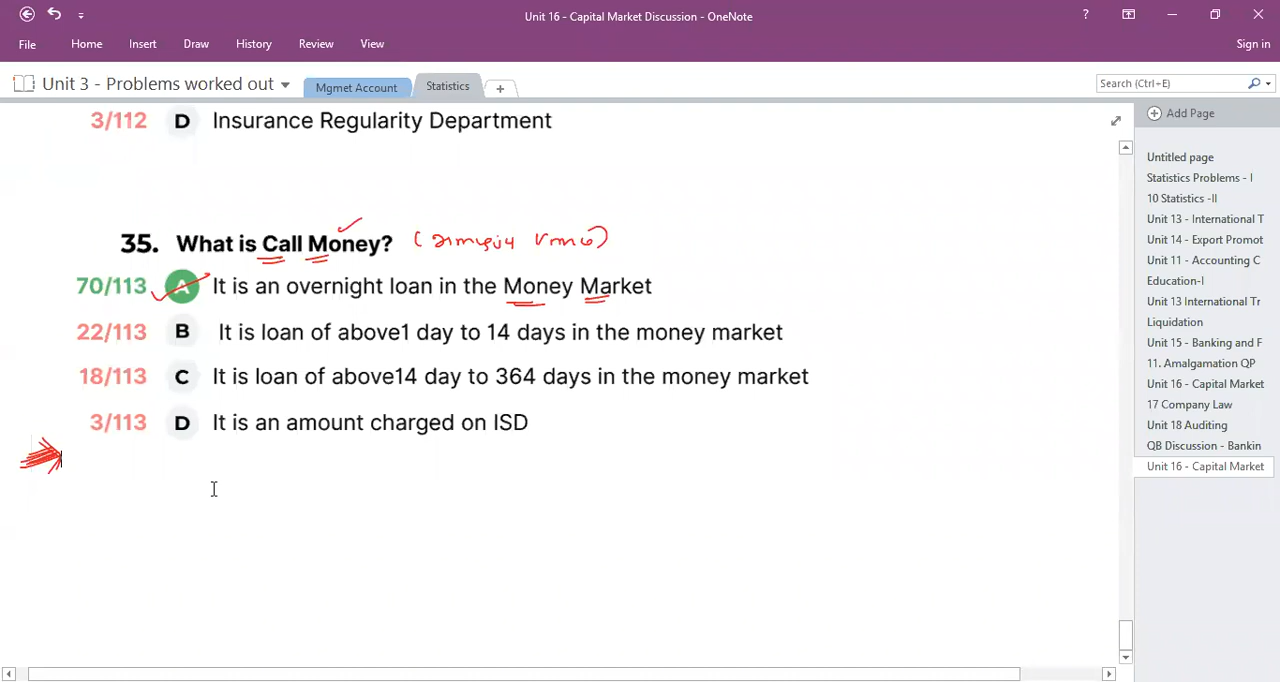 Unit 16 - Capital Market Discussion - OneNote
?
File Home Insert Draw History Review View
Sign in
Unit 3 - Problems worked out
Mgmet Account
Statistics
+
Search (Ctrl+E)
3/112 D Insurance Regularity Department
35. What is Call Money?
70/113 A It is an overnight loan in the Money Market
22/113 B It is loan of above1 day to 14 days in the money market
18/113 C It is loan of above14 day to 364 days in the money market
3/113 D It is an amount charged on ISD
Add Page
Untitled page
Statistics Problems - I
10 Statistics -II
Unit 13 - International T
Unit 14 - Export Promot
Unit 11 - Accounting C
Education-I
Unit 13 International Tr
Liquidation
Unit 15 - Banking and F
11. Amalgamation QP
Unit 16 - Capital Market
17 Company Law
Unit 18 Auditing
QB Discussion - Bankin
Unit 16 - Capital Market